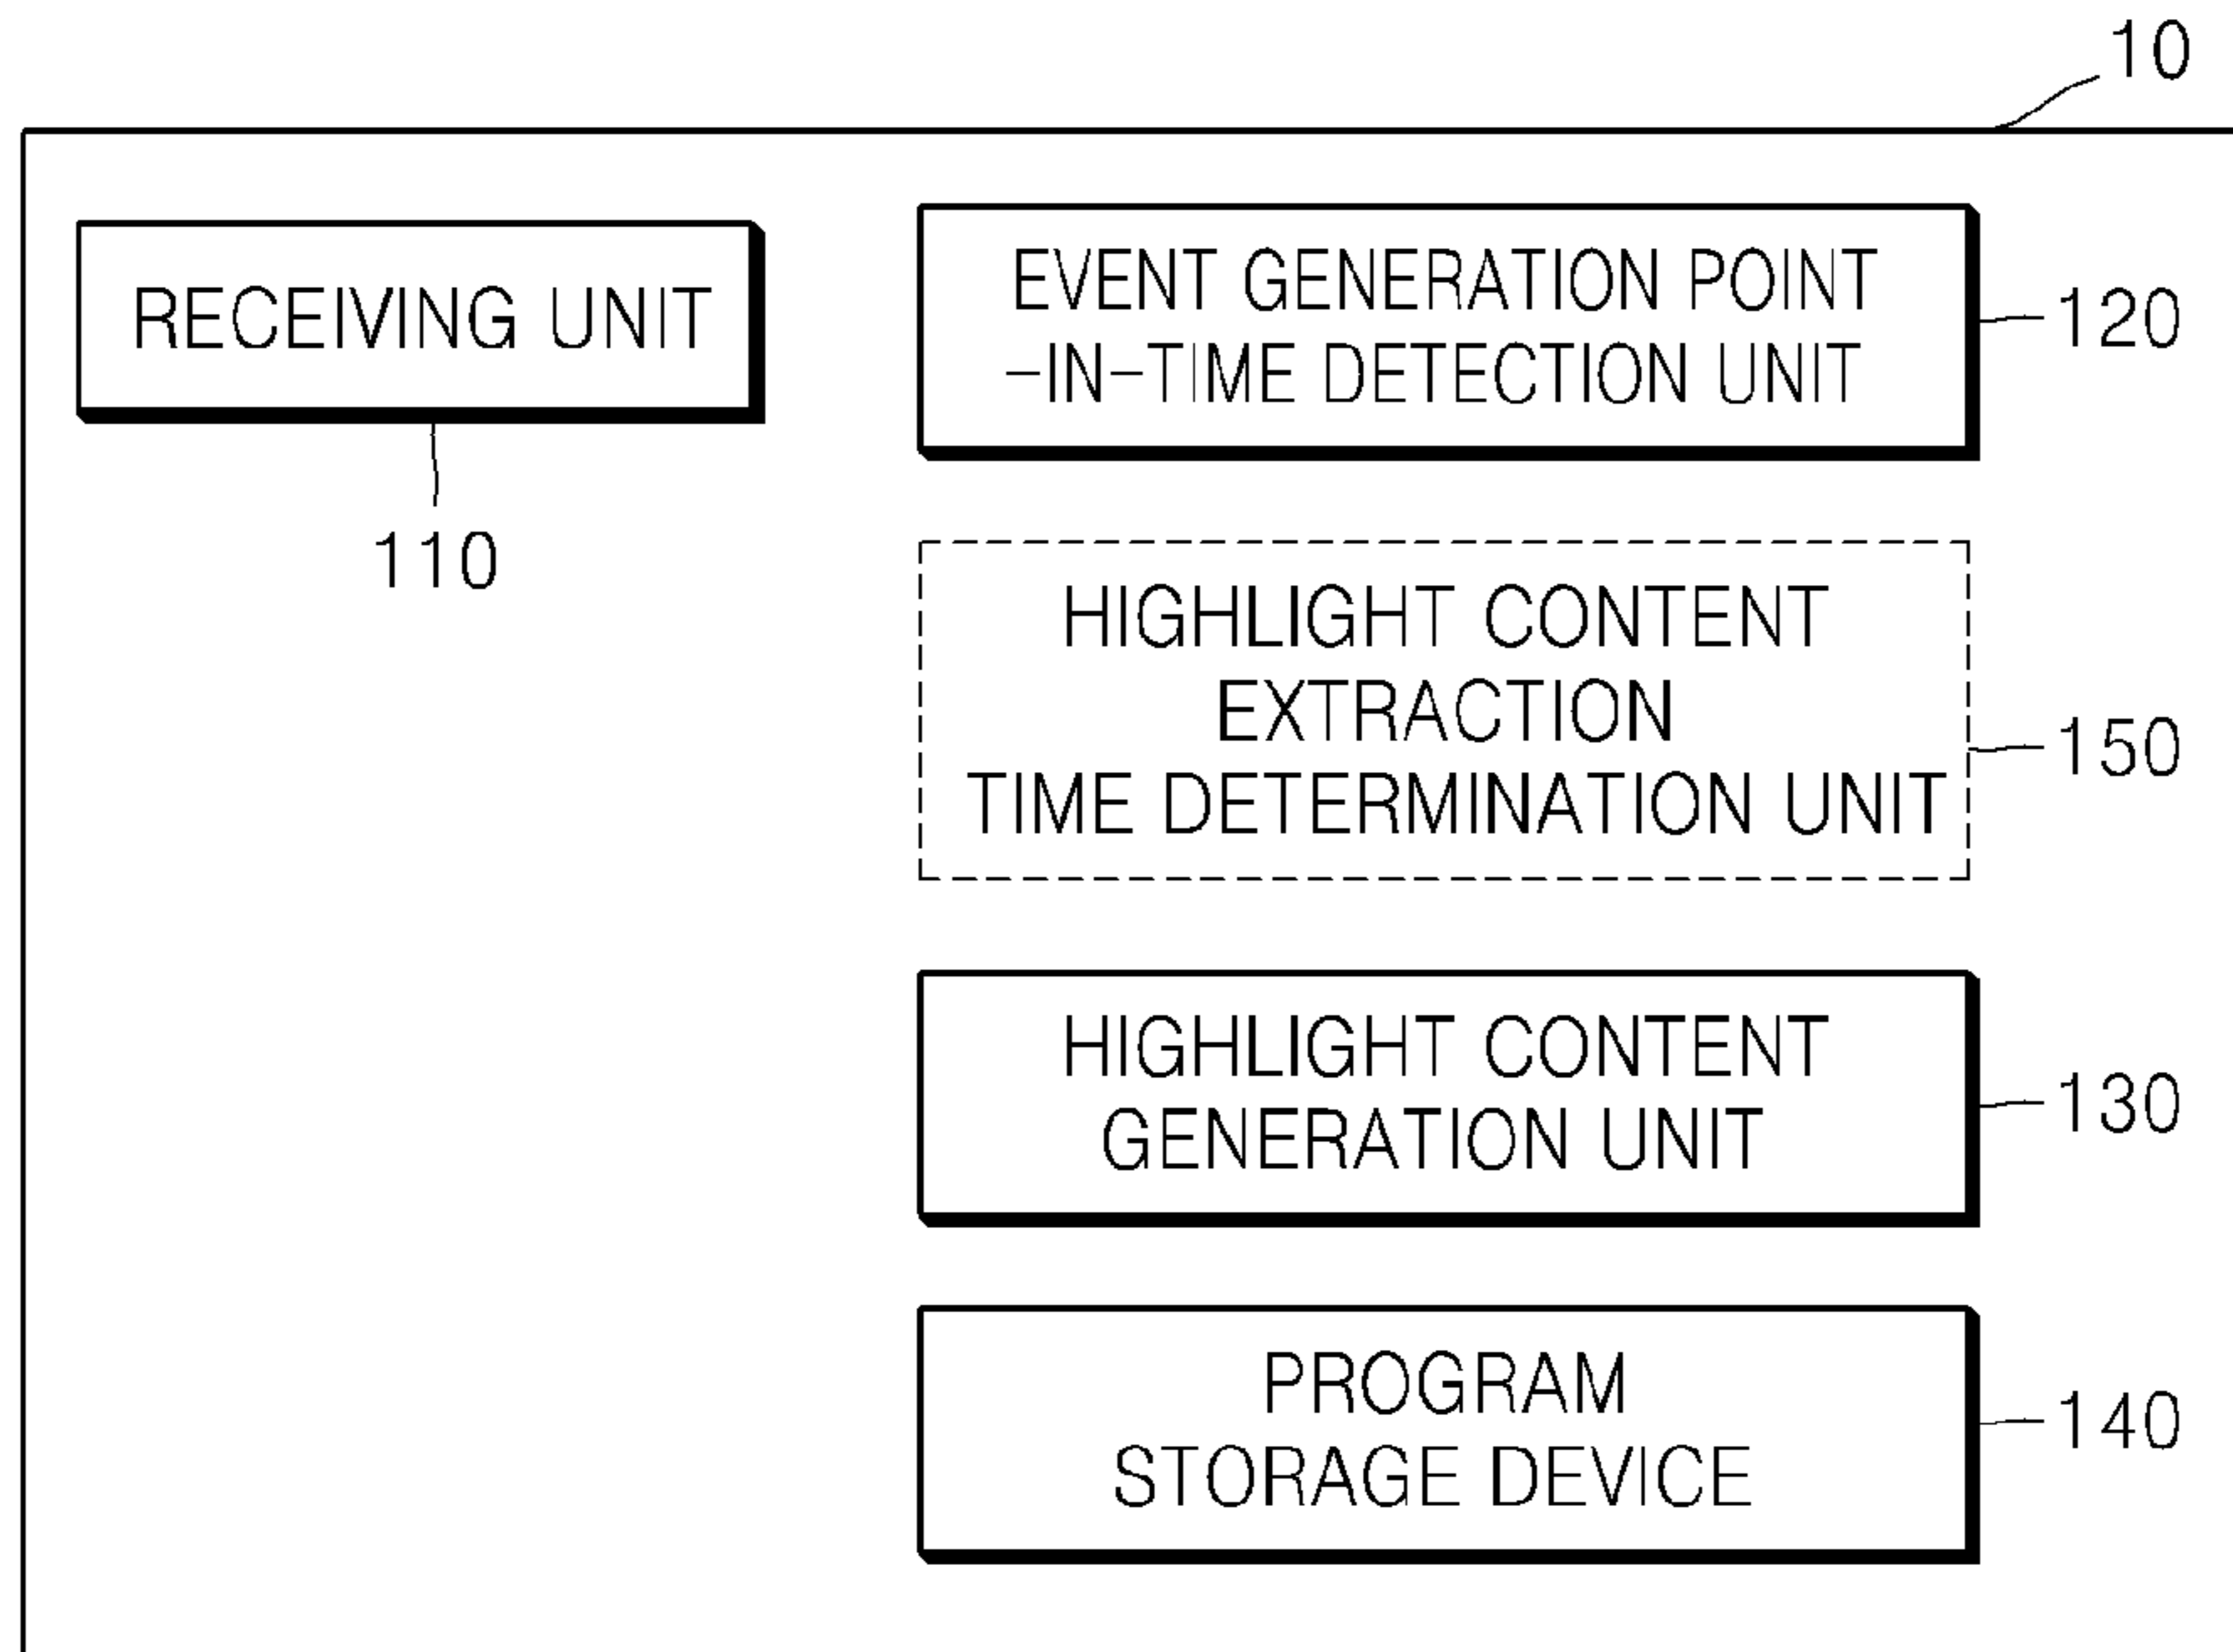 10
RECEIVING UNIT
110
EVENT GENERATION POINT
-IN-TIME DETECTION UNIT
120
HIGHLIGHT CONTENT
EXTRACTION
TIME DETERMINATION UNIT
150
HIGHLIGHT CONTENT
GENERATION UNIT
130
PROGRAM
STORAGE DEVICE
140